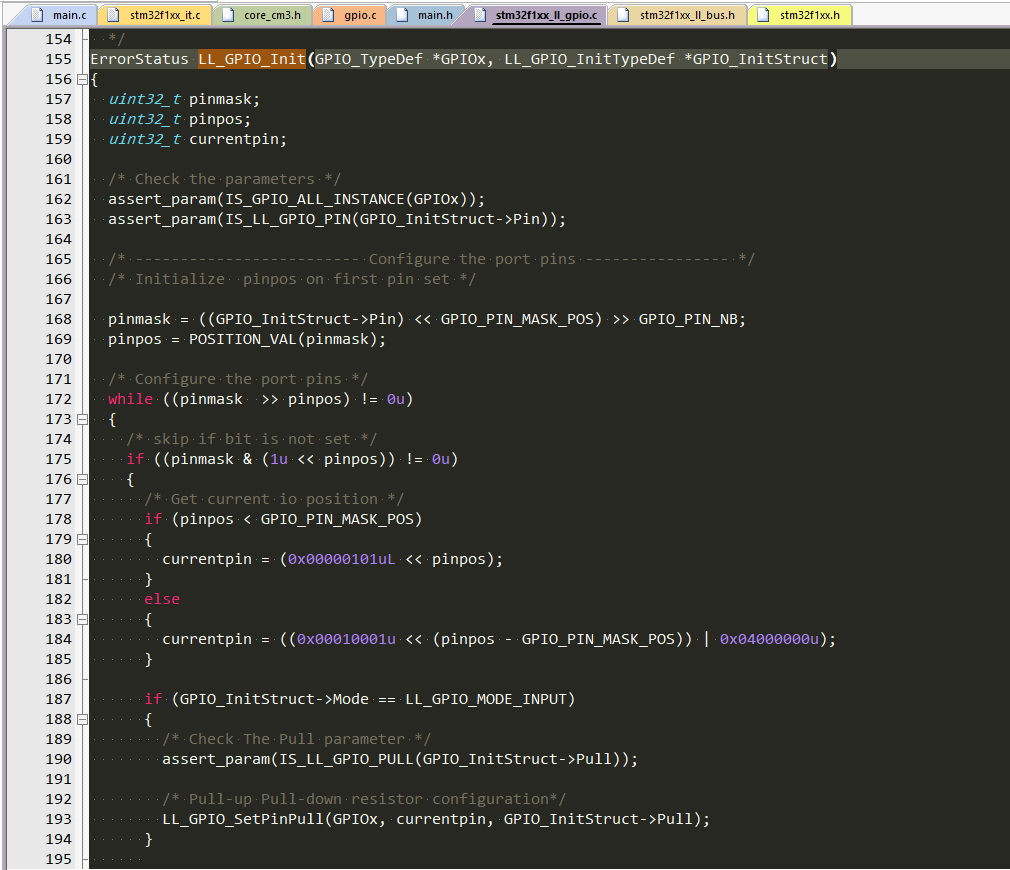 main.c stm32f1xx_it.c core_cm3.h gpio.c main.h stm32f1xx_ll_gpio.c stm32f1xx_ll_bus.h stm32f1xx.h
154 */
155 ErrorStatus LL_GPIO_Init(GPIO_TypeDef *GPIOx, LL_GPIO_InitTypeDef *GPIO_InitStruct)
156 {
157 uint32_t pinmask;
158 uint32_t pinpos;
159 uint32_t currentpin;
160
161 /* Check the parameters */
162 assert_param(IS_GPIO_ALL_INSTANCE(GPIOx));
163 assert_param(IS_LL_GPIO_PIN(GPIO_InitStruct->Pin));
164
165 /* ------------------------- Configure the port pins ---------------- */
166 /* Initialize  pinpos on first pin set */
167
168 pinmask = ((GPIO_InitStruct->Pin) << GPIO_PIN_MASK_POS) >> GPIO_PIN_NB;
169 pinpos = POSITION_VAL(pinmask);
170
171 /* Configure the port pins */
172 while ((pinmask  >> pinpos) != 0u)
173 {
174 /* skip if bit is not set */
175 if ((pinmask & (1u << pinpos)) != 0u)
176 {
177 /* Get current io position */
178 if (pinpos < GPIO_PIN_MASK_POS)
179 {
180 currentpin = (0x00000101uL << pinpos);
181 }
182 else
183 {
184 currentpin = ((0x00010001u << (pinpos - GPIO_PIN_MASK_POS)) | 0x04000000u);
185 }
186
187 if (GPIO_InitStruct->Mode == LL_GPIO_MODE_INPUT)
188 {
189 /* Check The Pull parameter */
190 assert_param(IS_LL_GPIO_PULL(GPIO_InitStruct->Pull));
191
192 /* Pull-up Pull-down resistor configuration*/
193 LL_GPIO_SetPinPull(GPIOx, currentpin, GPIO_InitStruct->Pull);
194 }
195